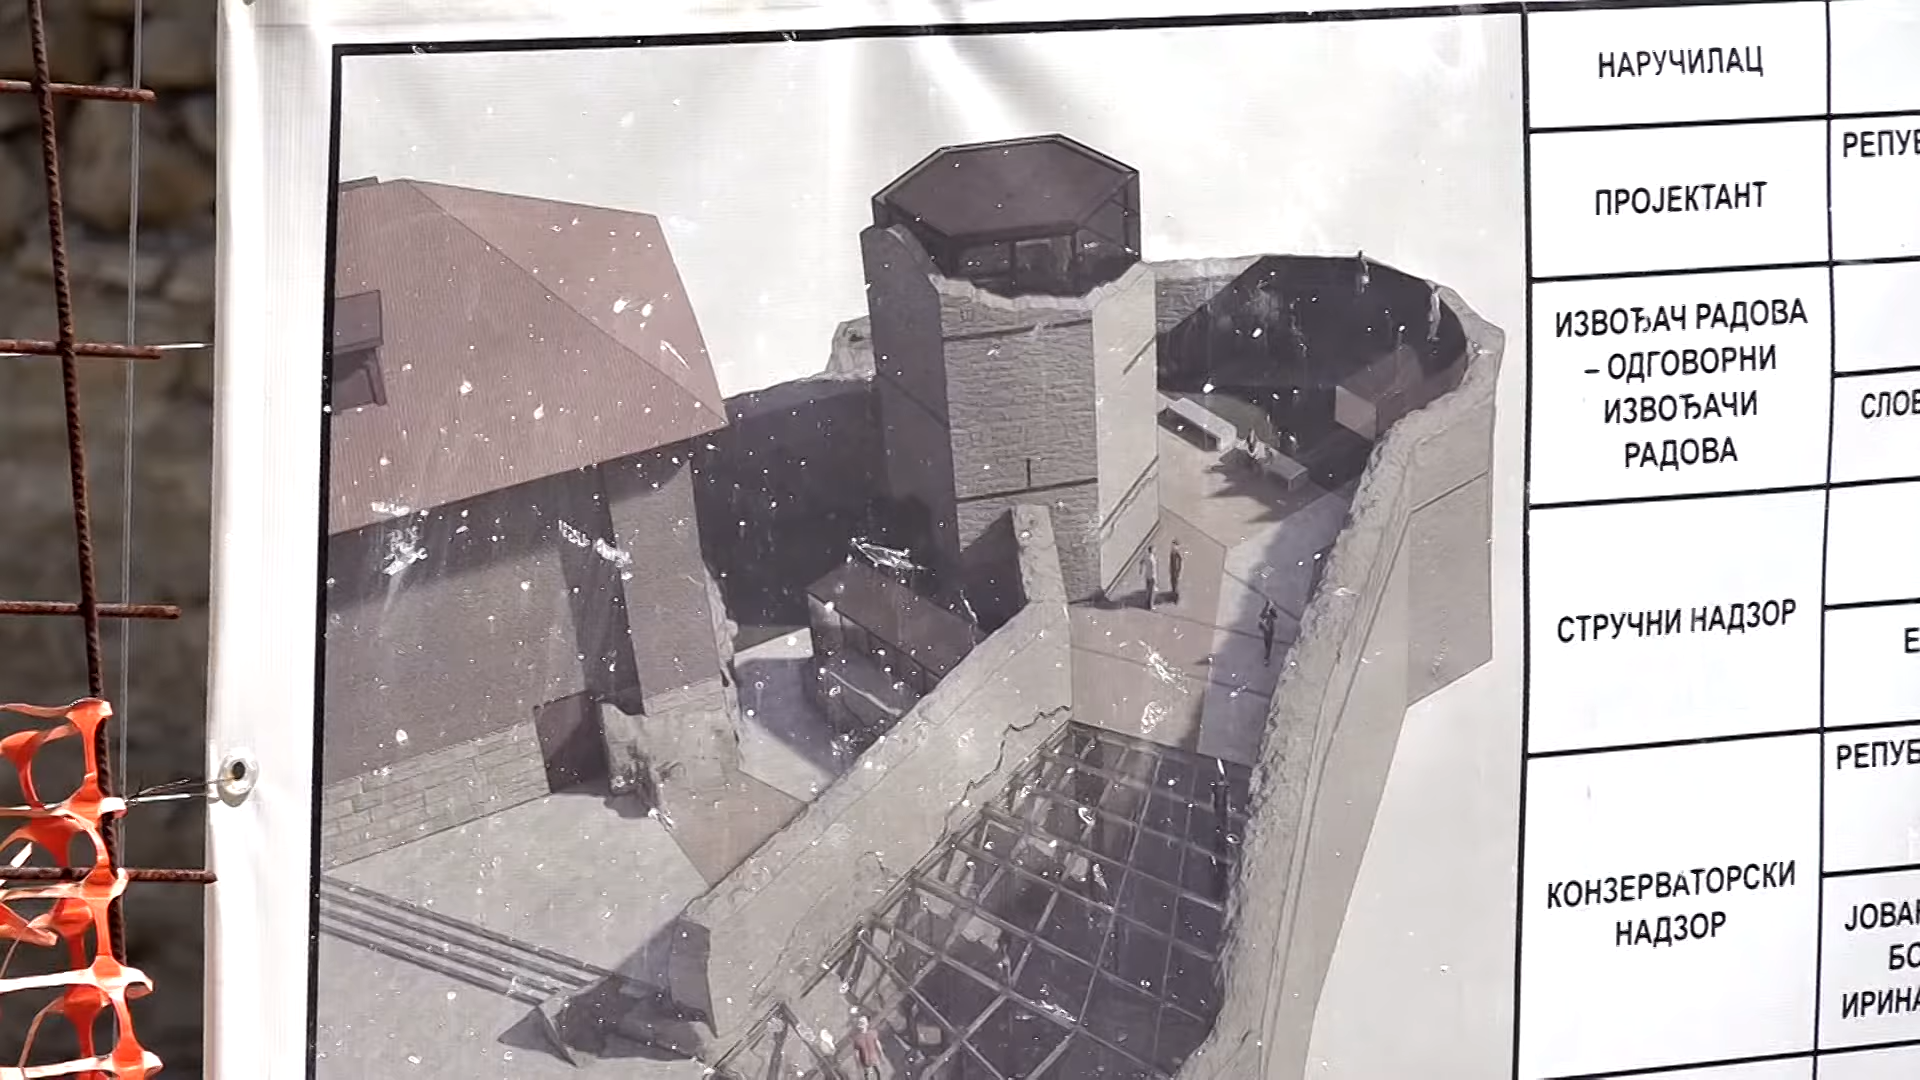 НАРУЧИЛАЦ
ПРОЈЕКТАНТ
ИЗВОЂАЧ РАДОВА
– ОДГОВОРНИ
ИЗВОЂАЧИ
РАДОВА
СТРУЧНИ НАДЗОР
КОНЗЕРВАТОРСКИ
НАДЗОР